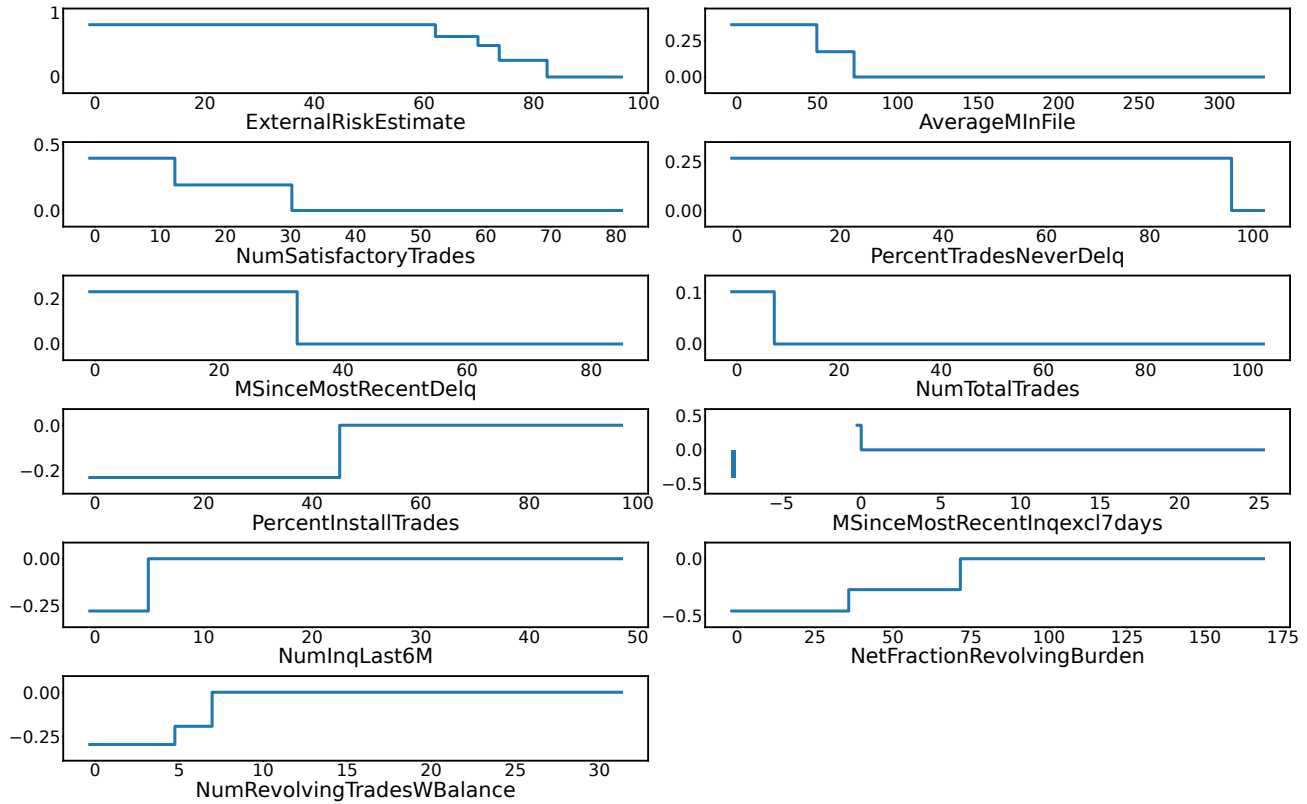 1
0
0 20 40 60 80 100
ExternalRiskEstimate
0.25
0.00
0 50 100 150 200 250 300
AverageMInFile
0.5
0.0
0 10 20 30 40 50 60 70 80
NumSatisfactoryTrades
0.25
0.00
0 20 40 60 80 100
PercentTradesNeverDelq
0.2
0.0
0 20 40 60 80
MSinceMostRecentDelq
0.1
0.0
0 20 40 60 80 100
NumTotalTrades
0.0
−0.2
0 20 40 60 80 100
PercentInstallTrades
0.5
0.0
−0.5
−5 0 5 10 15 20 25
MSinceMostRecentInqexcl7days
0.00
−0.25
0 10 20 30 40 50
NumInqLast6M
0.0
−0.5
0 25 50 75 100 125 150 175
NetFractionRevolvingBurden
0.00
−0.25
0 5 10 15 20 25 30
NumRevolvingTradesWBalance